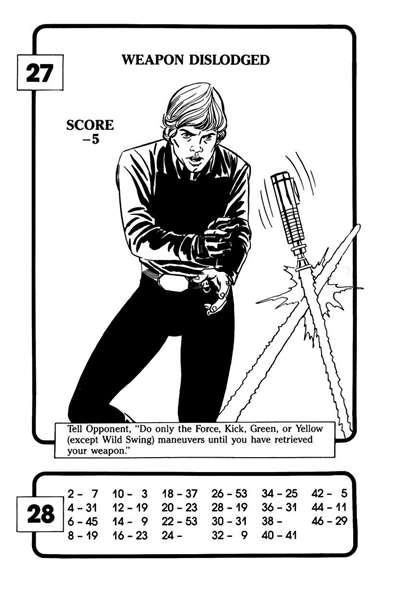 27
WEAPON DISLODGED
SCORE
–5
Tell Opponent, "Do only the Force, Kick, Green, or Yellow
(except Wild Swing) maneuvers until you have retrieved
your weapon."
28
2 – 7 10 – 3 18 – 37 26 – 53 34 – 25 42 – 5
4 – 31 12 – 19 20 – 23 28 – 19 36 – 31 44 – 11
6 – 45 14 – 9 22 – 53 30 – 31 38 – 46 – 29
8 – 19 16 – 23 24 – 32 – 9 40 – 41